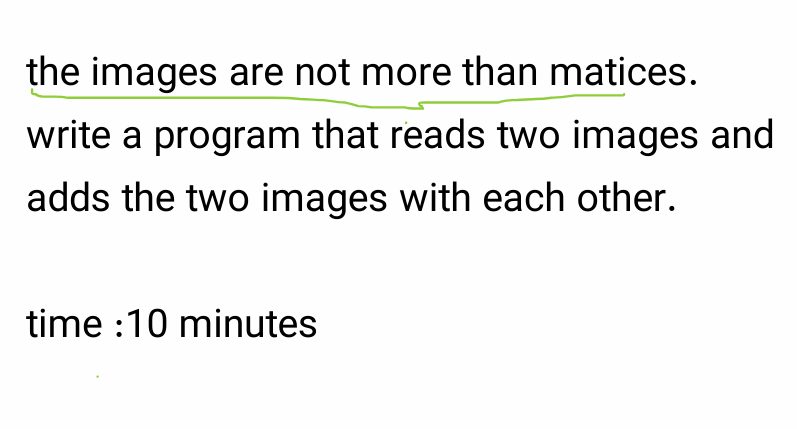 the images are not more than matices.
write a program that reads two images and
adds the two images with each other.
time :10 minutes